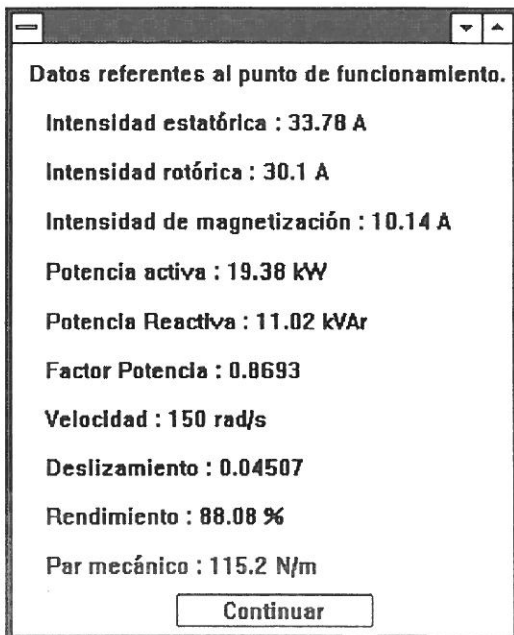 Datos referentes al punto de funcionamiento.
Intensidad estatórica : 33.78 A
Intensidad rotórica : 30.1 A
Intensidad de magnetización : 10.14 A
Potencia activa : 19.38 kW
Potencia Reactiva : 11.02 kVAr
Factor Potencia : 0.8693
Velocidad : 150 rad/s
Deslizamiento : 0.04507
Rendimiento : 88.08 %
Par mecánico : 115.2 N/m
Continuar